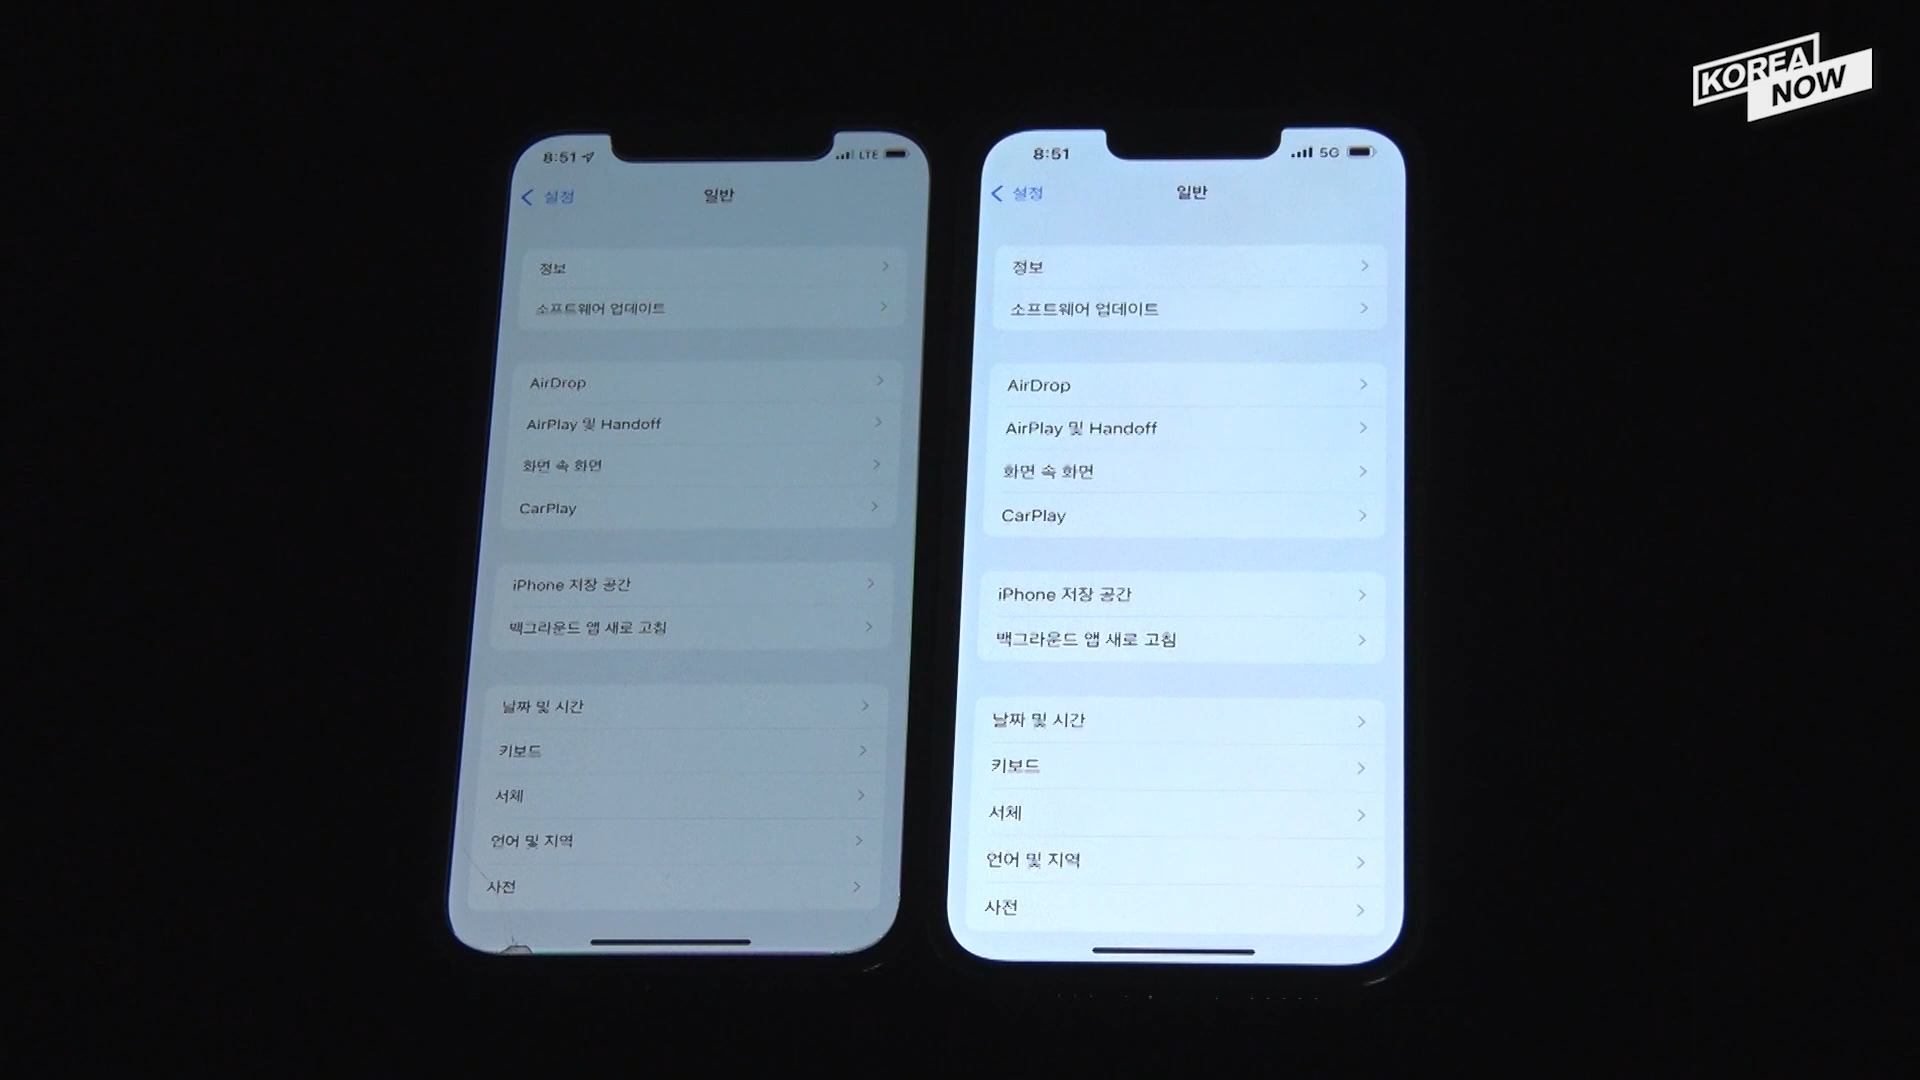 KOREA
NOW
8:51
LTE
설정
일반
정보
소프트웨어 업데이트
AirDrop
AirPlay 및 Handoff
화면 속 화면
CarPlay
iPhone 저장 공간
백그라운드 앱 새로 고침
날짜 및 시간
키보드
서체
언어 및 지역
사전
8:51
5G
설정
일반
정보
소프트웨어 업데이트
AirDrop
AirPlay 및 Handoff
화면 속 화면
CarPlay
iPhone 저장 공간
백그라운드 앱 새로 고침
날짜 및 시간
키보드
서체
언어 및 지역
사전